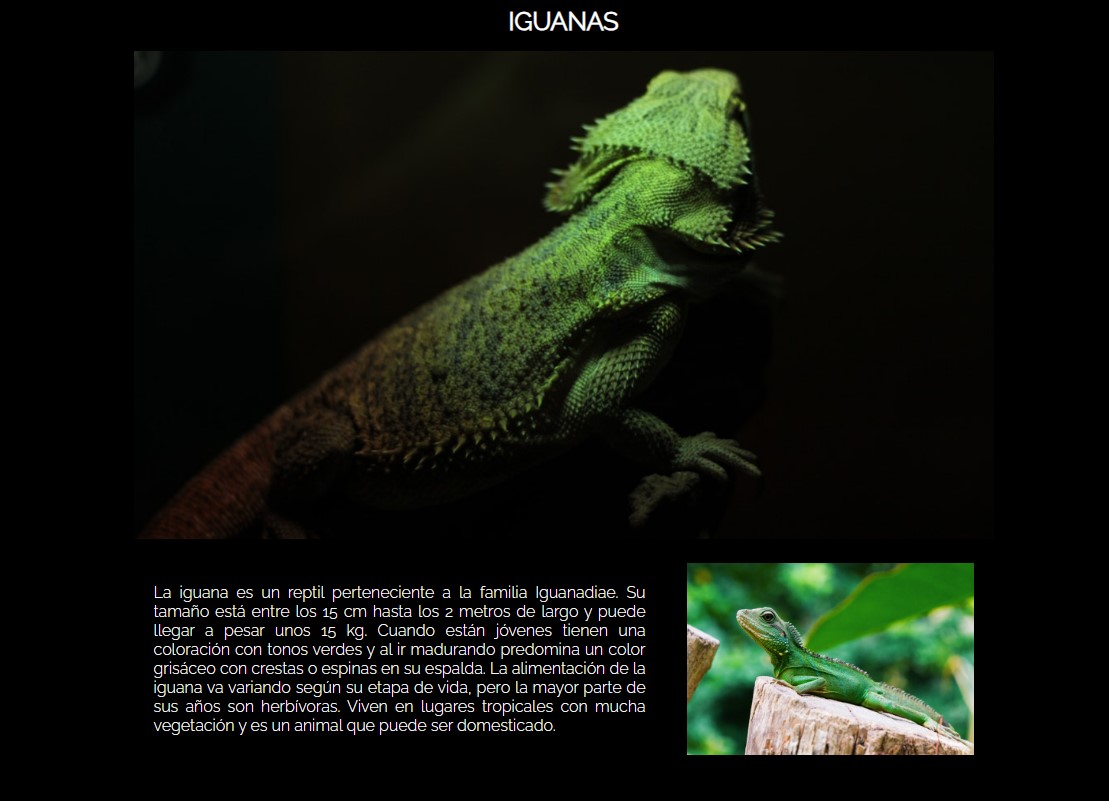 IGUANAS
La iguana es un reptil perteneciente a la familia Iguanadiae. Su
tamaño está entre los 15 cm hasta los 2 metros de largo y puede
llegar a pesar unos 15 kg. Cuando están jóvenes tienen una
coloración con tonos verdes y al ir madurando predomina un color
grisáceo con crestas o espinas en su espalda. La alimentación de la
iguana va variando según su etapa de vida, pero la mayor parte de
sus años son herbívoras. Viven en lugares tropicales con mucha
vegetación y es un animal que puede ser domesticado.